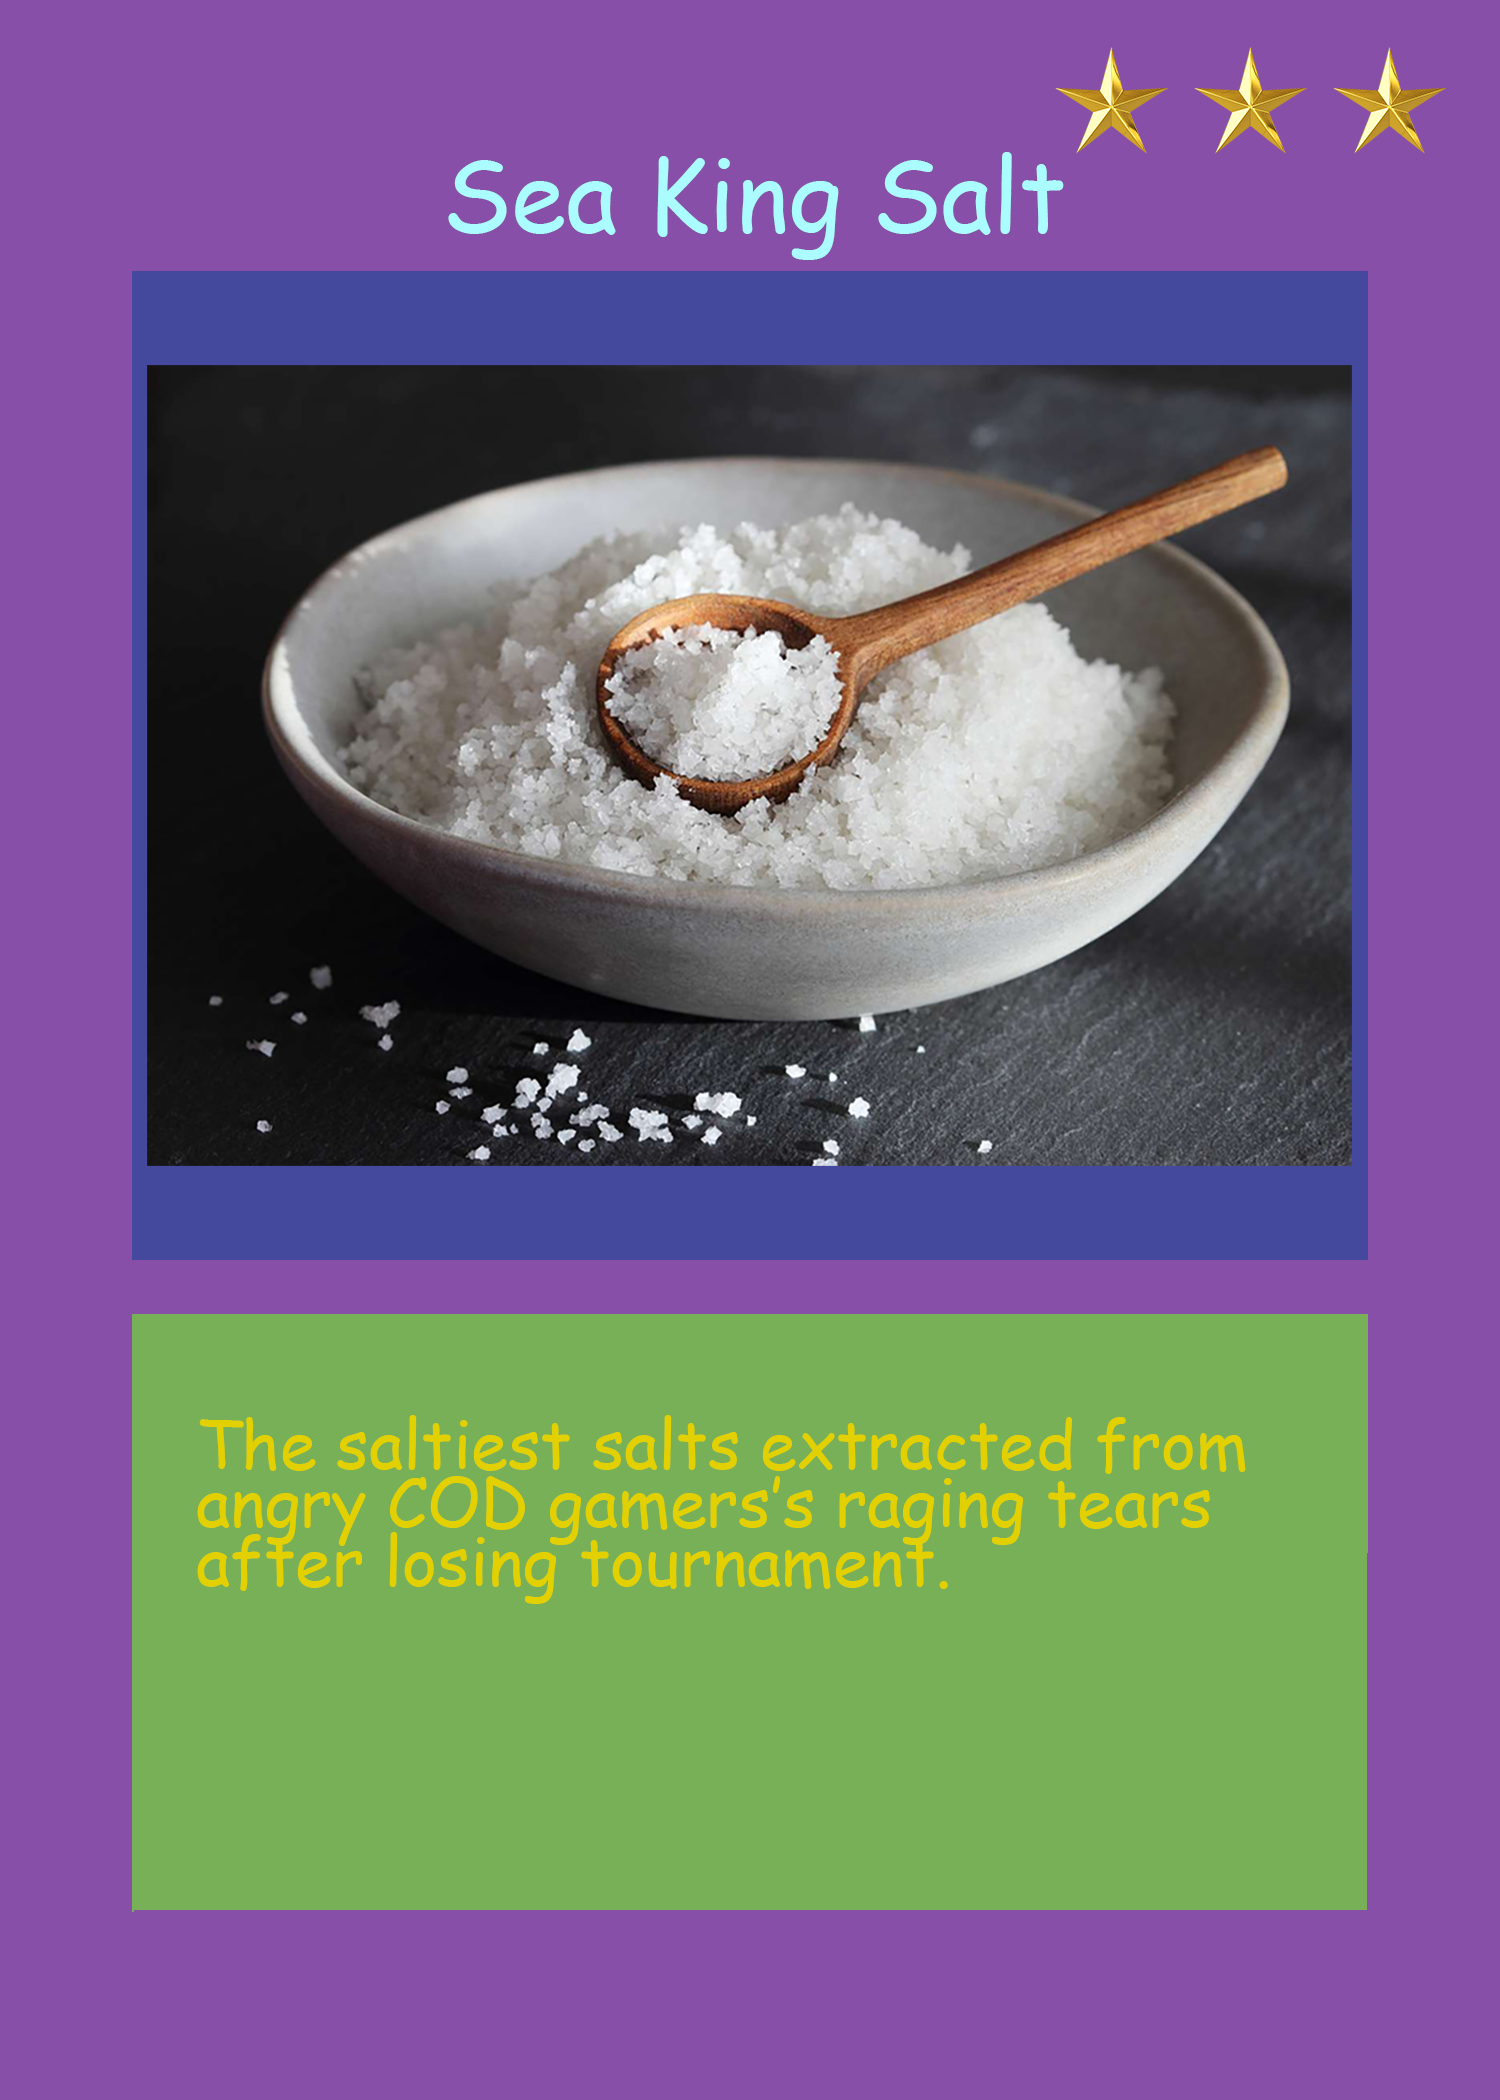 Sea King Salt
The saltiest salts extracted from
angry COD gamers's raging tears
after losing tournament.